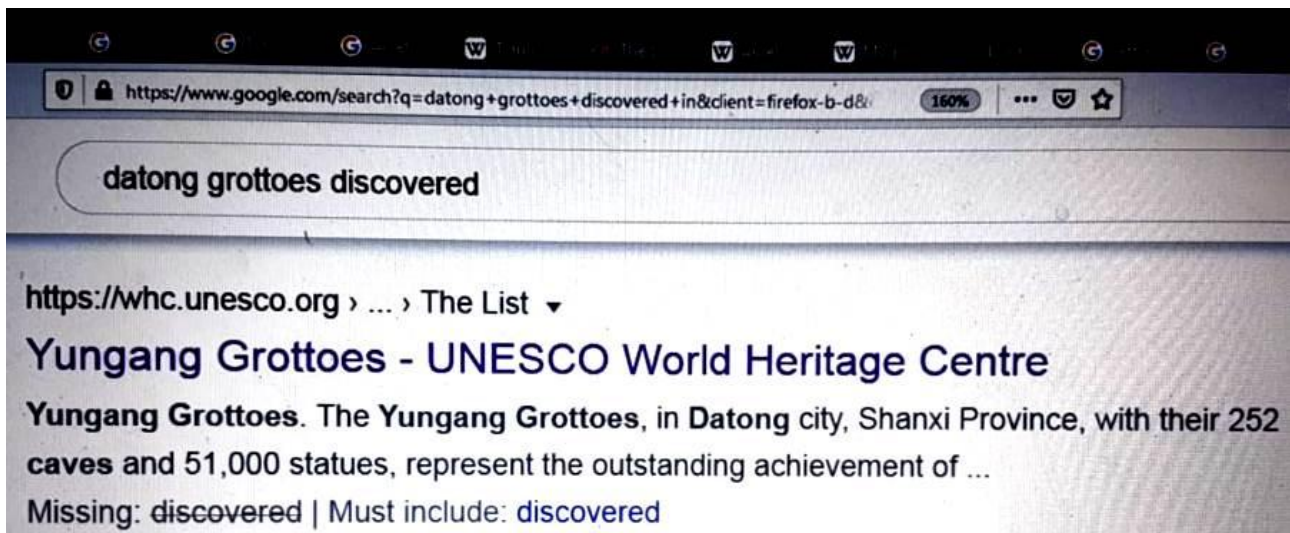 https://www.google.com/search?q=datong+grottoes+discovered+in&client=firefox-b-d&
160%
datong grottoes discovered
https://whc.unesco.org › ... › The List
Yungang Grottoes - UNESCO World Heritage Centre
Yungang Grottoes. The Yungang Grottoes, in Datong city, Shanxi Province, with their 252
caves and 51,000 statues, represent the outstanding achievement of ...
Missing: discovered | Must include: discovered